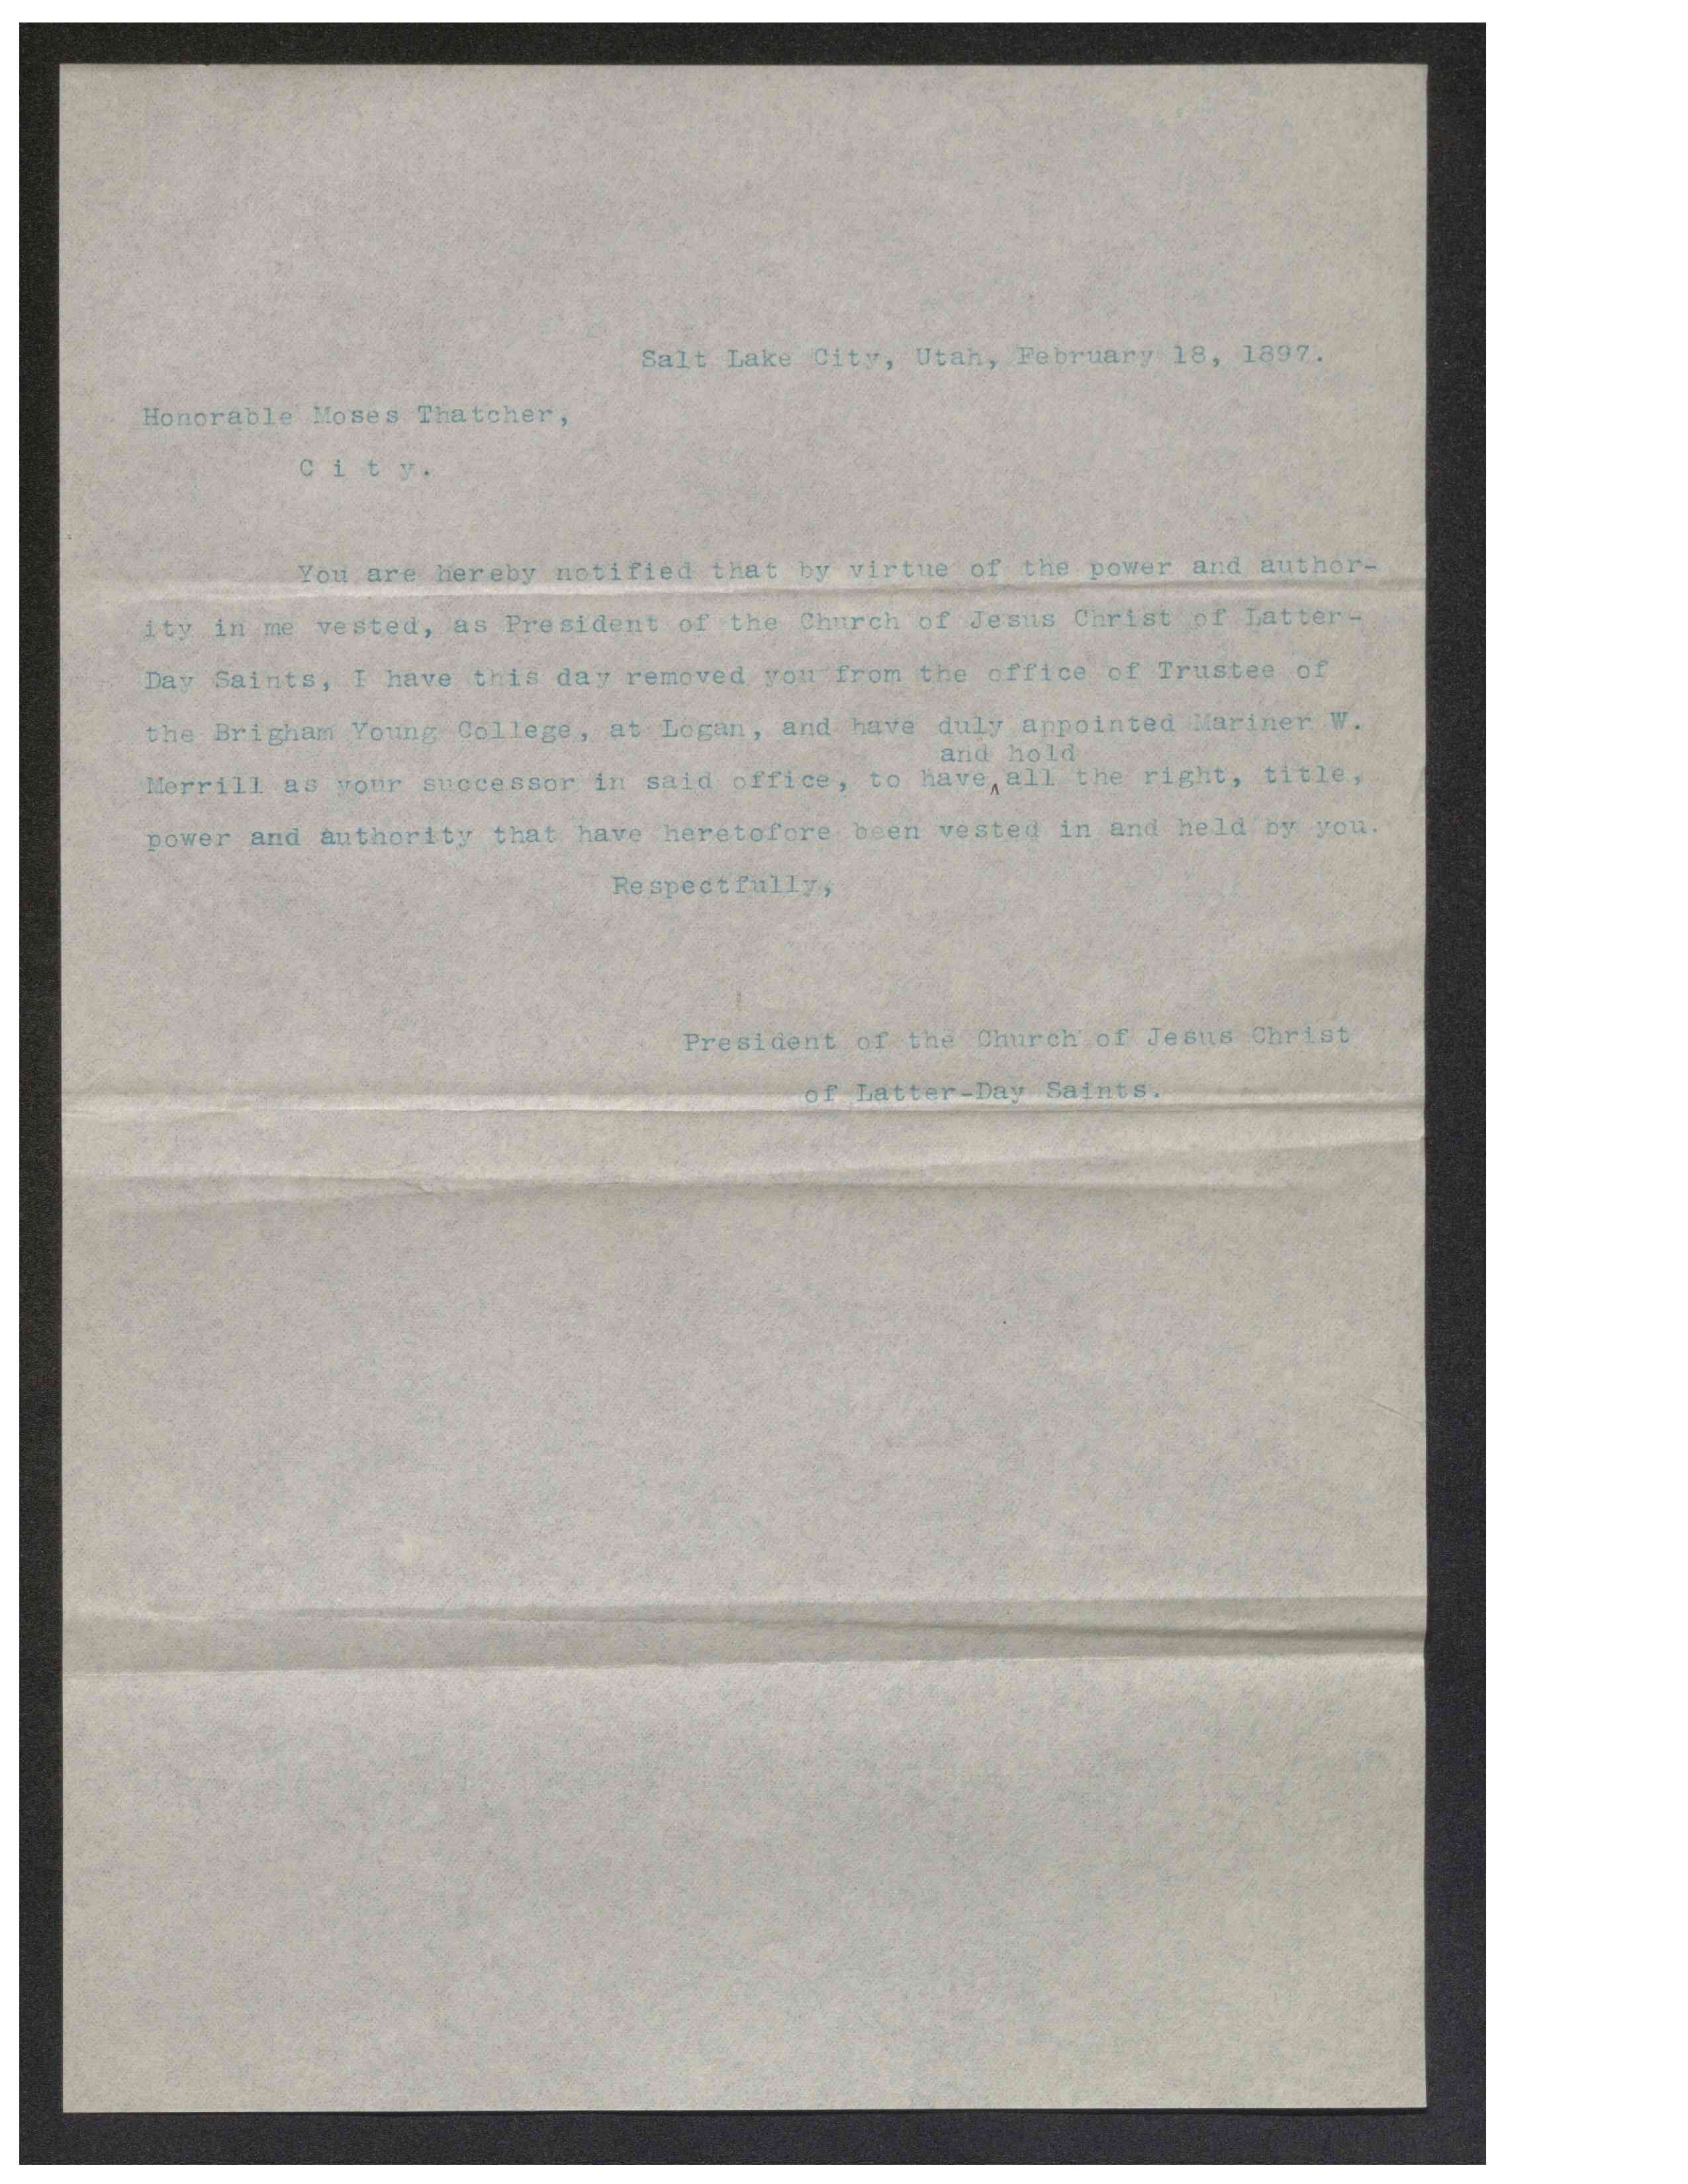 Salt Lake City, Utah, February 18, 1897.
Honorable Moses Thatcher,
C i t y.
You are hereby notified that by virtue of the power and author-
ity in me vested, as President of the Church of Jesus Christ of Latter-
Day Saints, I have this day removed you from the office of Trustee of
the Brigham Young College, at Logan, and have duly appointed Mariner W.
and hold
Merrill as your successor in said office, to have‸all the right, title,
power and authority that have heretofore been vested in and held by you.
Respectfully,
President of the Church of Jesus Christ
of Latter-Day Saints.